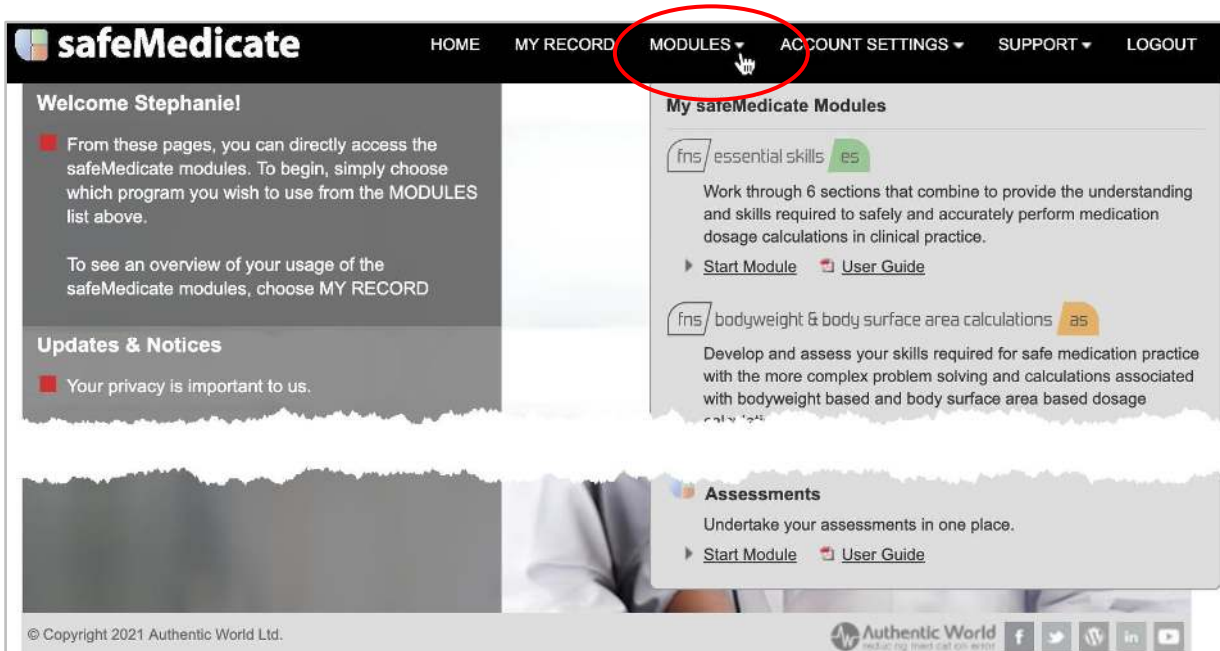 safeMedicate
HOME MY RECORD MODULES ACCOUNT SETTINGS SUPPORT LOGOUT
Welcome Stephanie!
From these pages, you can directly access the
safeMedicate modules. To begin, simply choose
which program you wish to use from the MODULES
list above.
To see an overview of your usage of the
safeMedicate modules, choose MY RECORD
Updates & Notices
Your privacy is important to us.
My safeMedicate Modules
fns essential skills es
Work through 6 sections that combine to provide the understanding
and skills required to safely and accurately perform medication
dosage calculations in clinical practice.
Start Module User Guide
fns bodyweight & body surface area calculations as
Develop and assess your skills required for safe medication practice
with the more complex problem solving and calculations associated
with bodyweight based and body surface area based dosage
Assessments
Undertake your assessments in one place.
Start Module User Guide
© Copyright 2021 Authentic World Ltd.
Authentic World
reducing medication error
f in